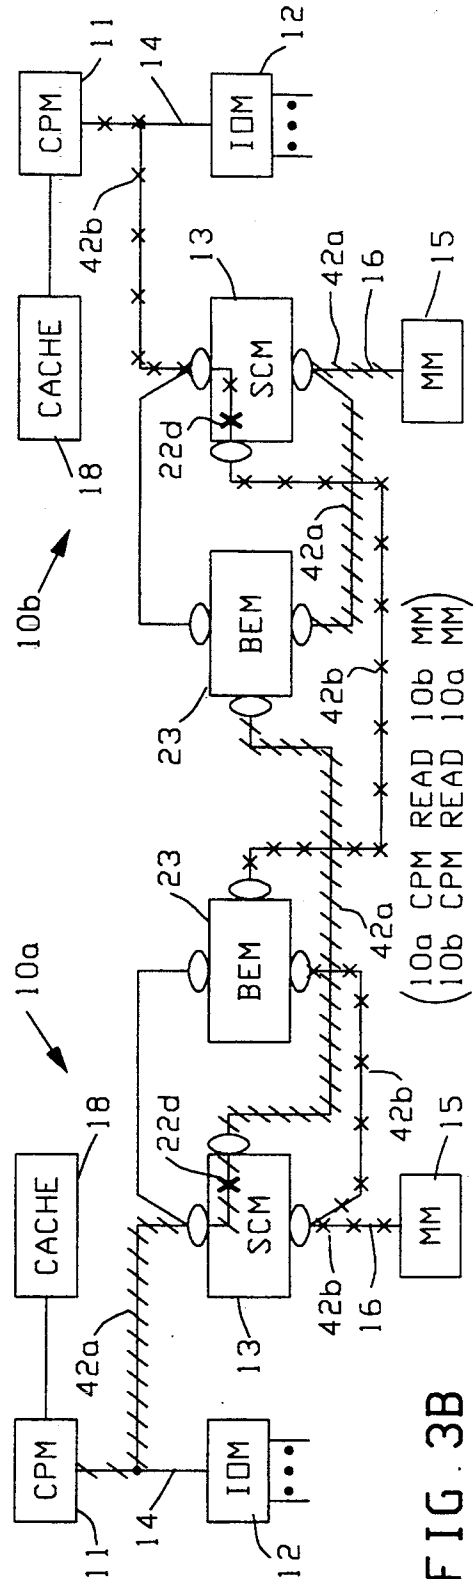 10a
10b
11
CPM
CACHE
18
42a
14
IOM
12
13
SCM
22d
23
BEM
42b
16
MM
15
42a
42b
23
BEM
42a
22d
SCM
13
42a
16
MM
15
18
CACHE
42b
CPM
11
14
IOM
12
42b
(10a CPM READ 10b MM)
(10b CPM READ 10a MM)
FIG. 3B